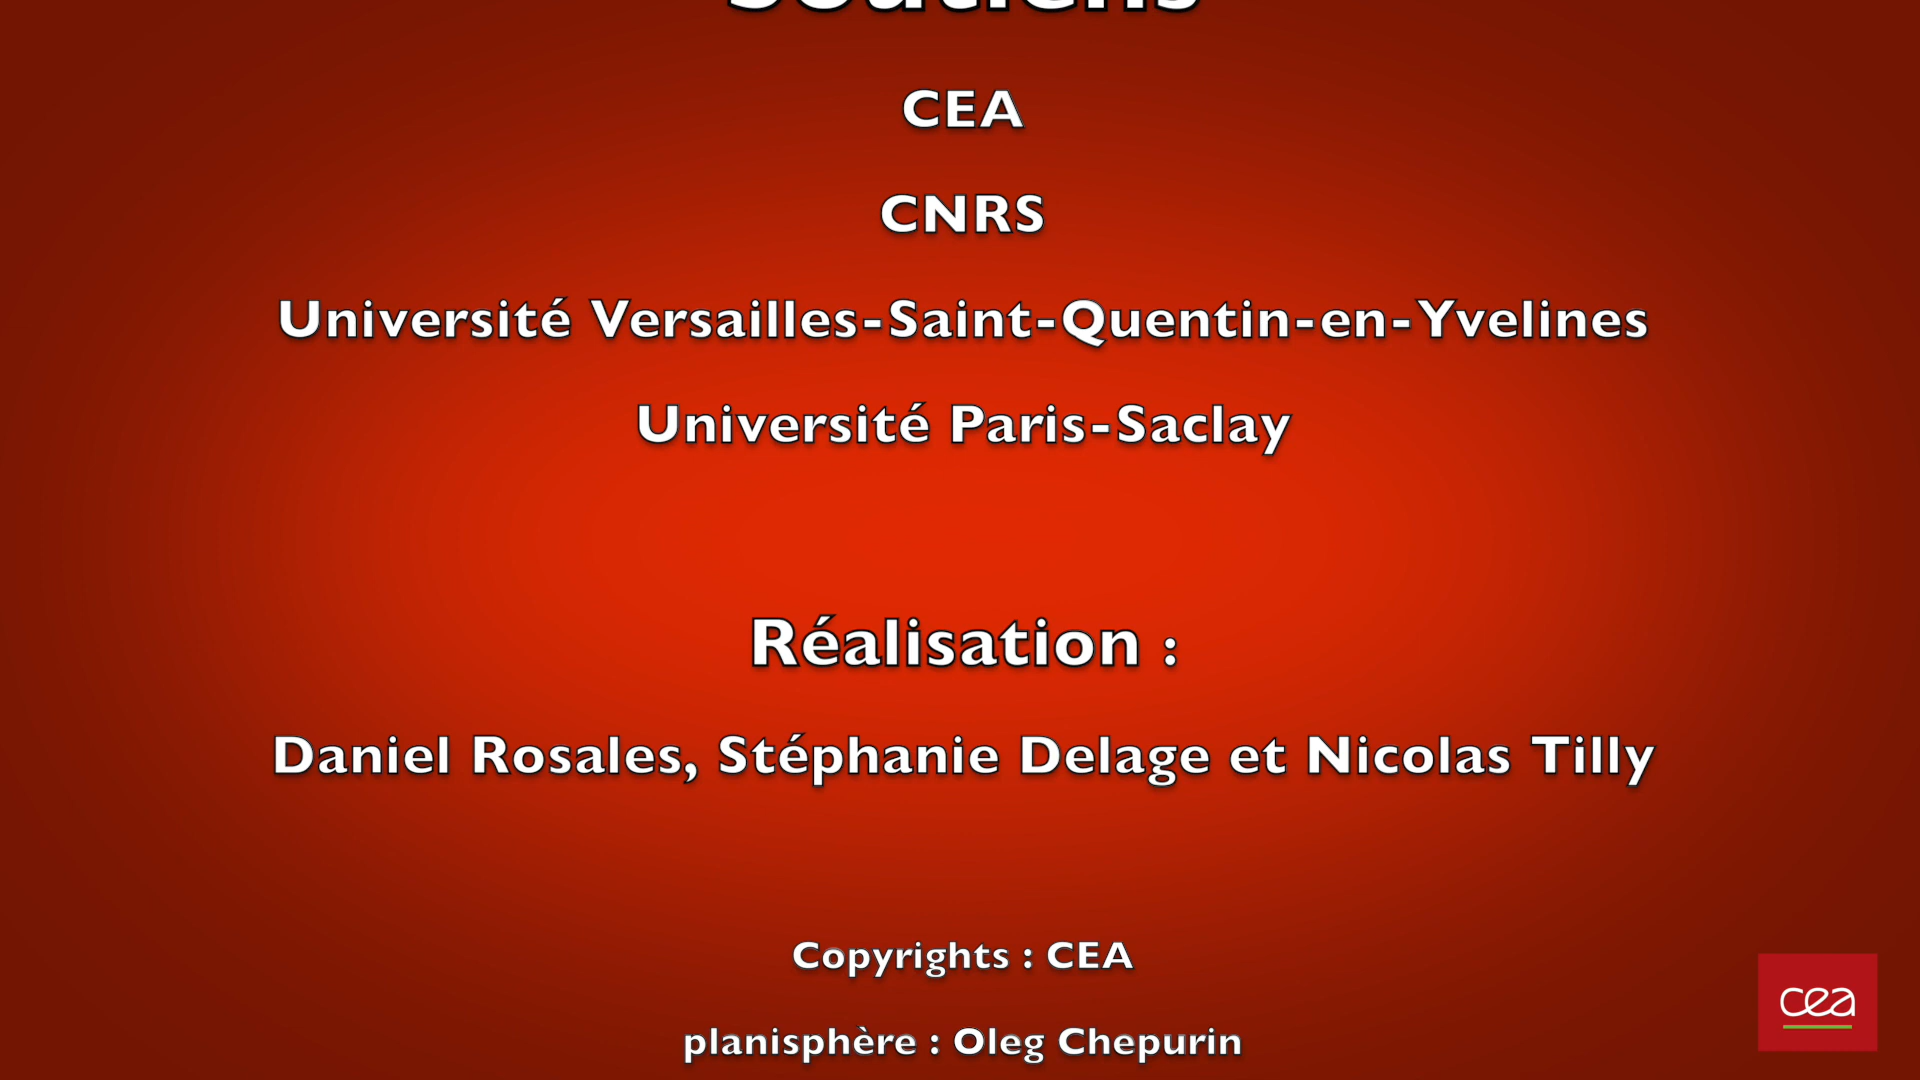 Soutiens
CEA
CNRS
Université Versailles-Saint-Quentin-en-Yvelines
Université Paris-Saclay
Réalisation :
Daniel Rosales, Stéphanie Delage et Nicolas Tilly
Copyrights : CEA
planisphère : Oleg Chepurin
cea